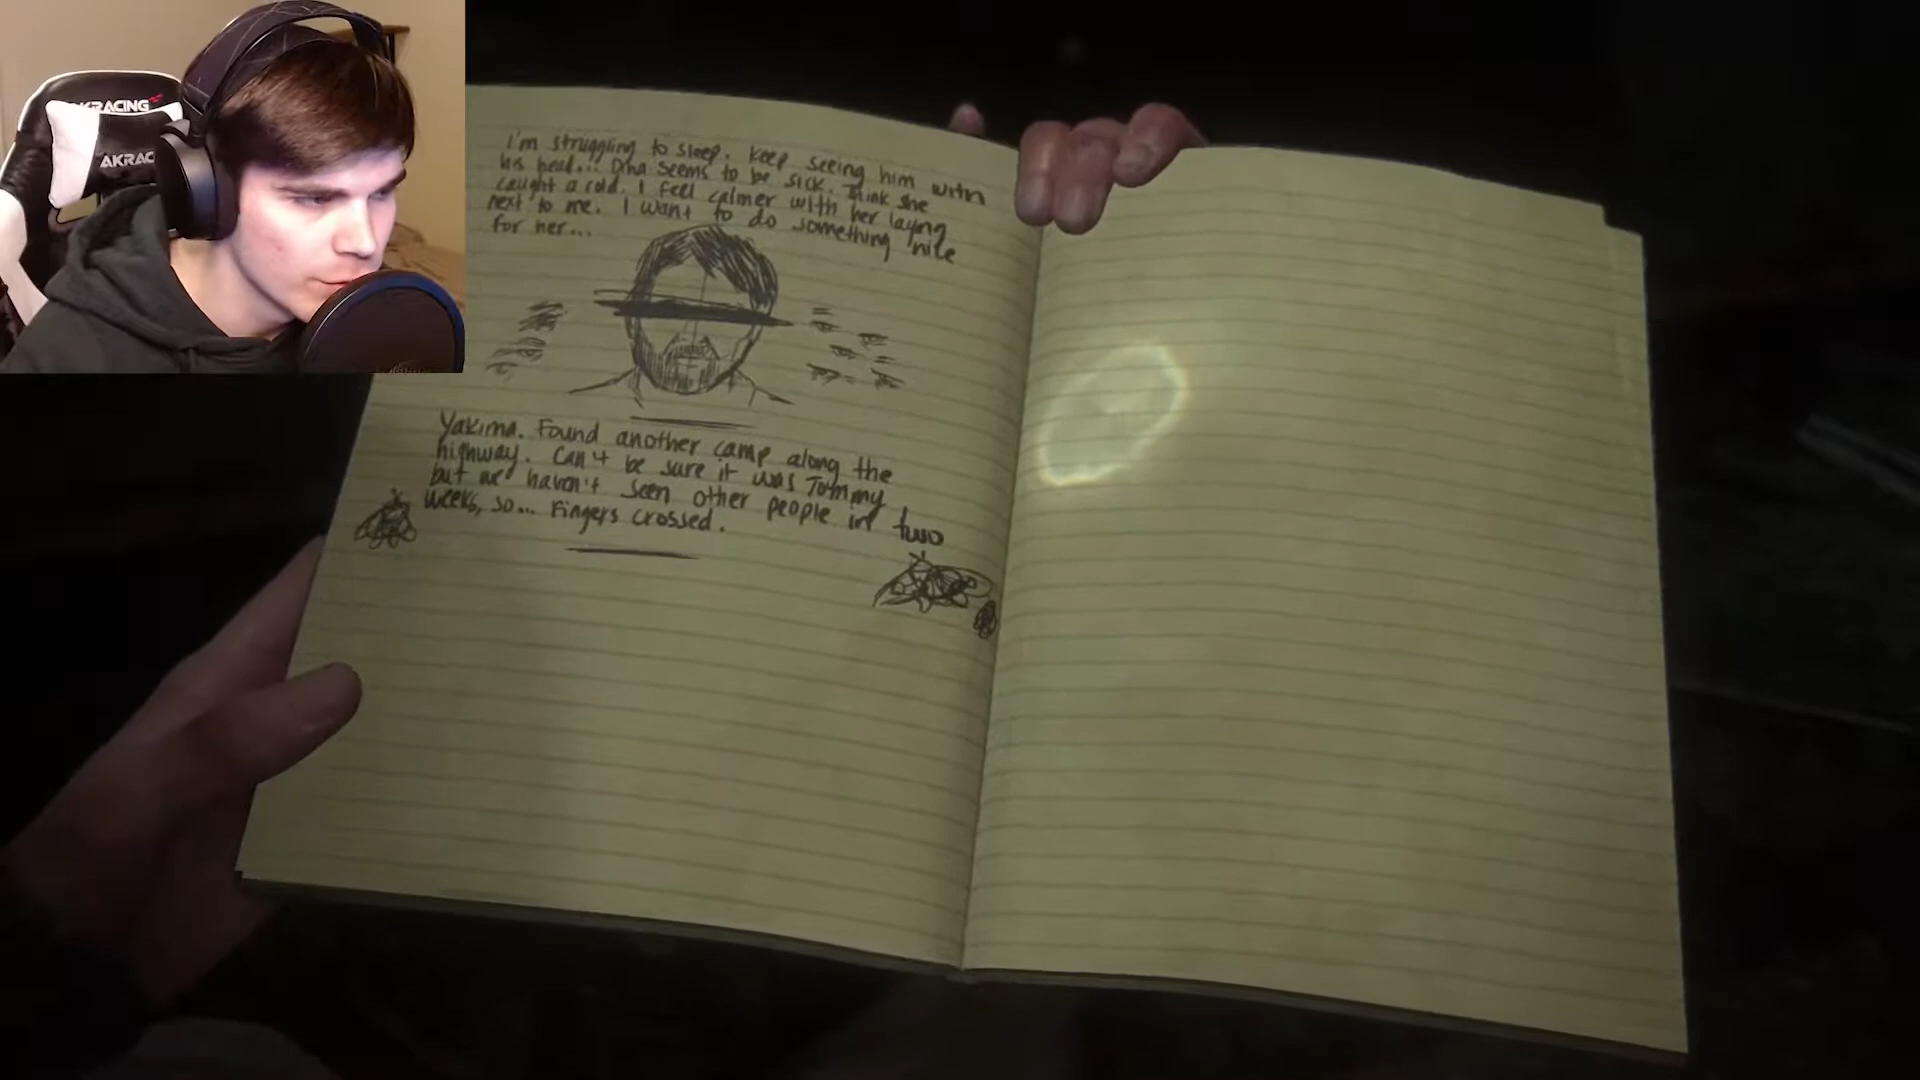 AKRACING
AKRAC
I'm struggling to sleep. Keep seeing him with
his head... Dina seems to be sick. Think she
caught a cold. I feel calmer with her laying
next to me. I want to do something nice
for her...
Yakima. Found another camp along the
highway. Can't be sure it was Tommy
but we haven't seen other people in two
weeks, so... Fingers crossed.